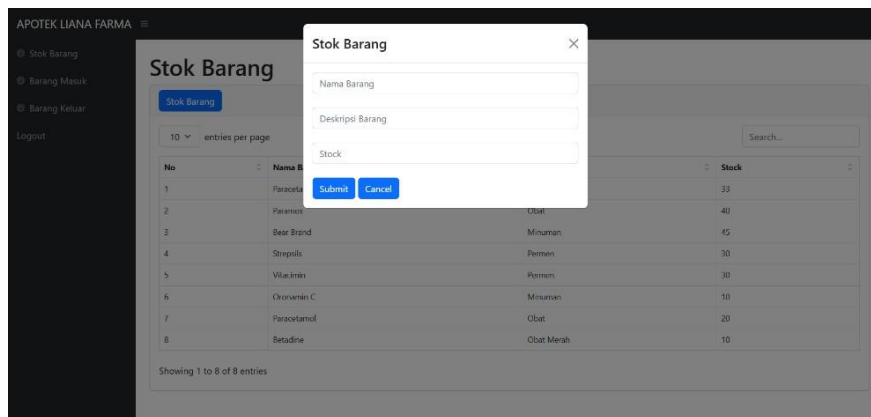 APOTEK LIANA FARMA
Stok Barang
Barang Masuk
Barang Keluar
Logout
Stok Barang
Stok Barang
10 entries per page
Search...
No Nama B Stock
1 Paraceta 33
2 Paramex Obat 40
3 Bear Brand Minuman 45
4 Strepsils Permen 30
5 Vitacimin Permen 30
6 Oronamin C Minuman 10
7 Paracetamol Obat 20
8 Betadine Obat Merah 10
Showing 1 to 8 of 8 entries
Stok Barang
Nama Barang
Deskripsi Barang
Stock
Submit Cancel